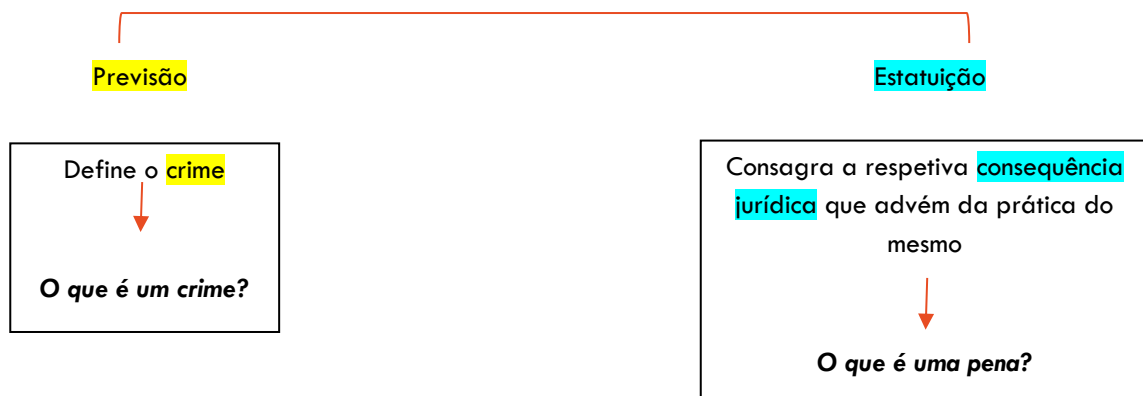 Previsão
Estatuição
Define o crime
O que é um crime?
Consagra a respetiva consequência
jurídica que advém da prática do
mesmo
O que é uma pena?